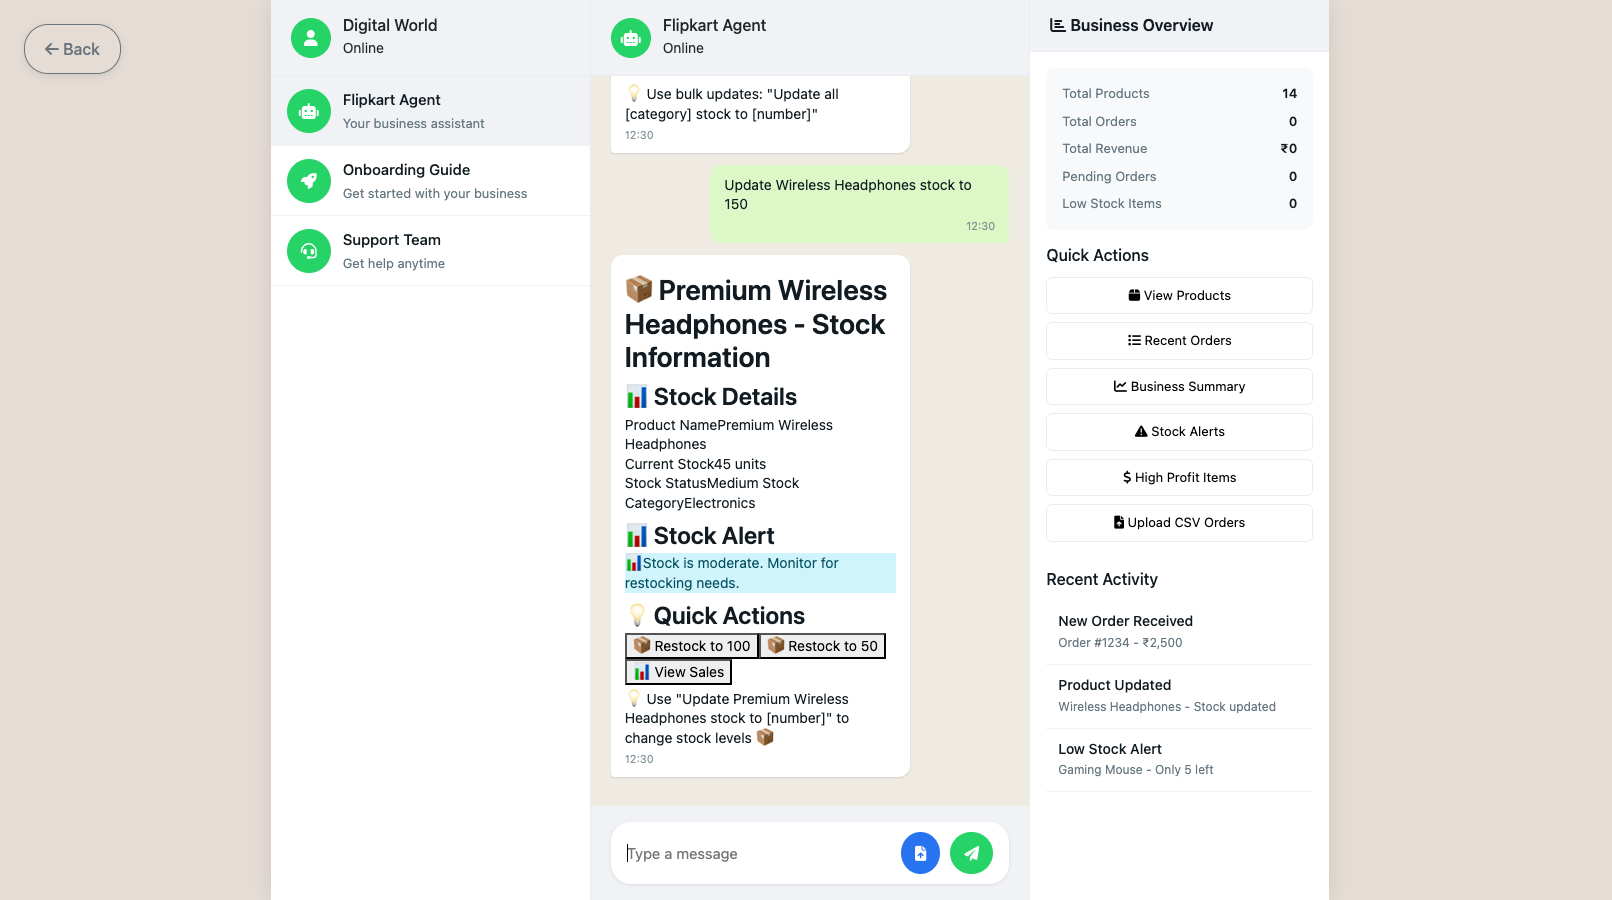 Back
Digital World
Online
Flipkart Agent
Your business assistant
Onboarding Guide
Get started with your business
Support Team
Get help anytime
Flipkart Agent
Online
💡 Use bulk updates: "Update all
[category] stock to [number]"
12:30
Update Wireless Headphones stock to
150
12:30
📦 Premium Wireless
Headphones - Stock
Information
📊 Stock Details
Product NamePremium Wireless
Headphones
Current Stock45 units
Stock StatusMedium Stock
CategoryElectronics
📊 Stock Alert
📊Stock is moderate. Monitor for
restocking needs.
💡 Quick Actions
📦 Restock to 100 📦 Restock to 50
📊 View Sales
💡 Use "Update Premium Wireless
Headphones stock to [number]" to
change stock levels 📦
12:30
Type a message
Business Overview
Total Products 14
Total Orders 0
Total Revenue ₹0
Pending Orders 0
Low Stock Items 0
Quick Actions
View Products
Recent Orders
Business Summary
Stock Alerts
High Profit Items
Upload CSV Orders
Recent Activity
New Order Received
Order #1234 - ₹2,500
Product Updated
Wireless Headphones - Stock updated
Low Stock Alert
Gaming Mouse - Only 5 left